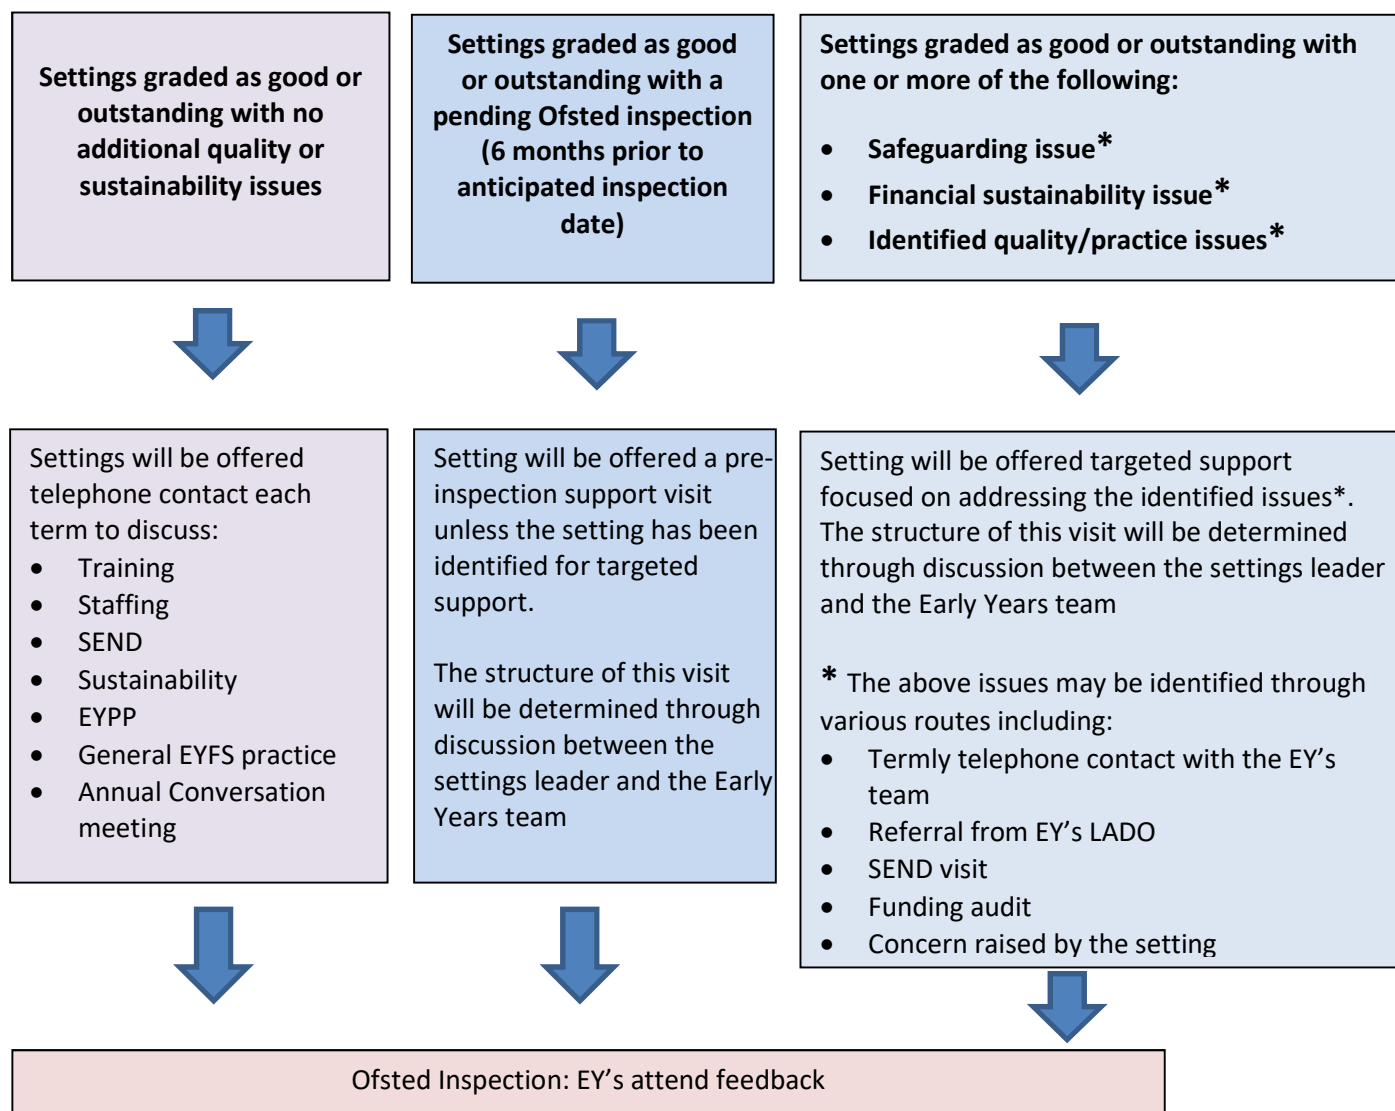 Settings graded as good or
outstanding with no
additional quality or
sustainability issues
Settings graded as good
or outstanding with a
pending Ofsted inspection
(6 months prior to
anticipated inspection
date)
Settings graded as good or outstanding with
one or more of the following:
• Safeguarding issue*
• Financial sustainability issue*
• Identified quality/practice issues*
Settings will be offered
telephone contact each
term to discuss:
• Training
• Staffing
• SEND
• Sustainability
• EYPP
• General EYFS practice
• Annual Conversation
meeting
Setting will be offered a pre-
inspection support visit
unless the setting has been
identified for targeted
support.
The structure of this visit
will be determined through
discussion between the
settings leader and the Early
Years team
Setting will be offered targeted support
focused on addressing the identified issues*.
The structure of this visit will be determined
through discussion between the settings leader
and the Early Years team
* The above issues may be identified through
various routes including:
• Termly telephone contact with the EY’s
team
• Referral from EY’s LADO
• SEND visit
• Funding audit
• Concern raised by the setting
Ofsted Inspection: EY’s attend feedback